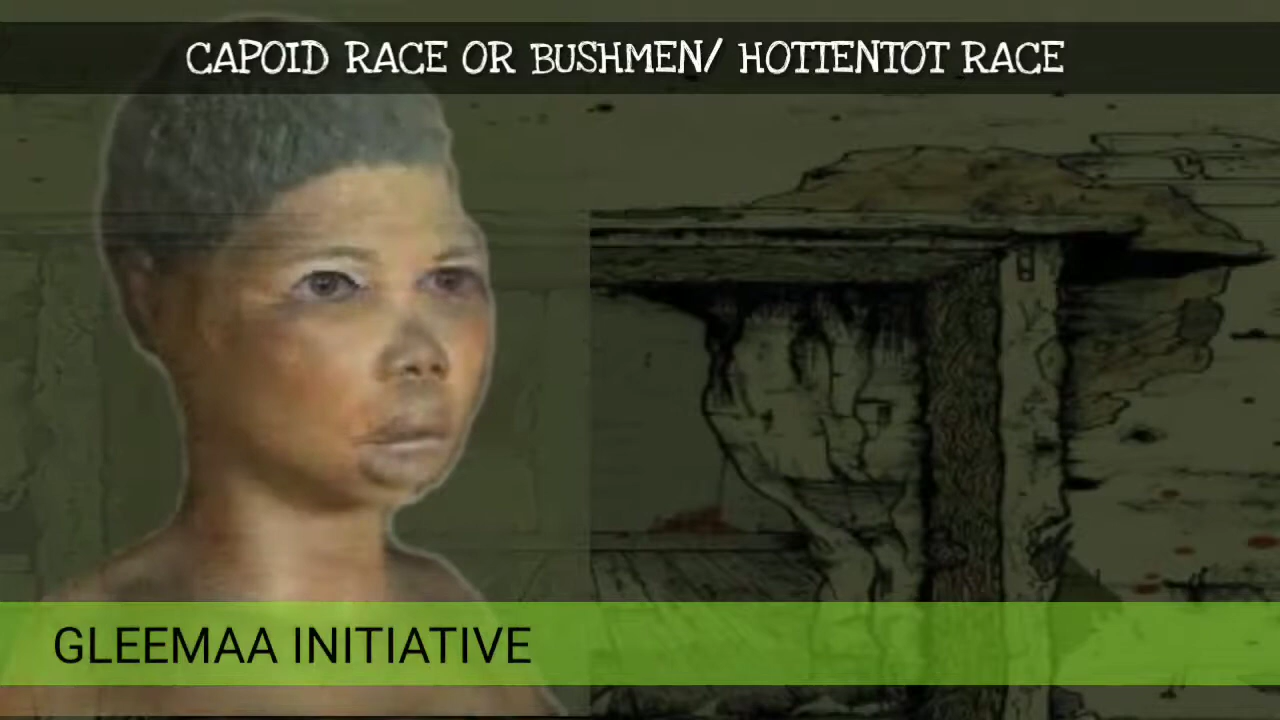 CAPOID RACE OR BUSHMEN/ HOTTENTOT RACE
GLEEMAA INITIATIVE